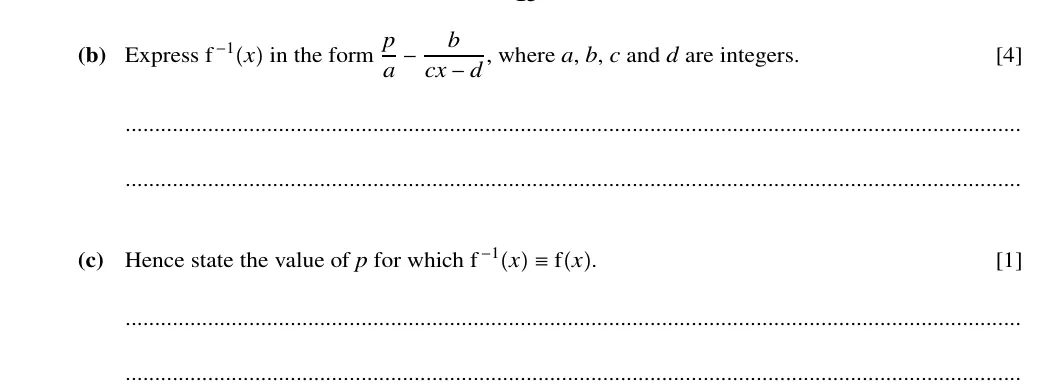 (b) Express f⁻¹(x) in the form p/a − b/(cx − d), where a, b, c and d are integers. [4]
(c) Hence state the value of p for which f⁻¹(x) ≡ f(x). [1]